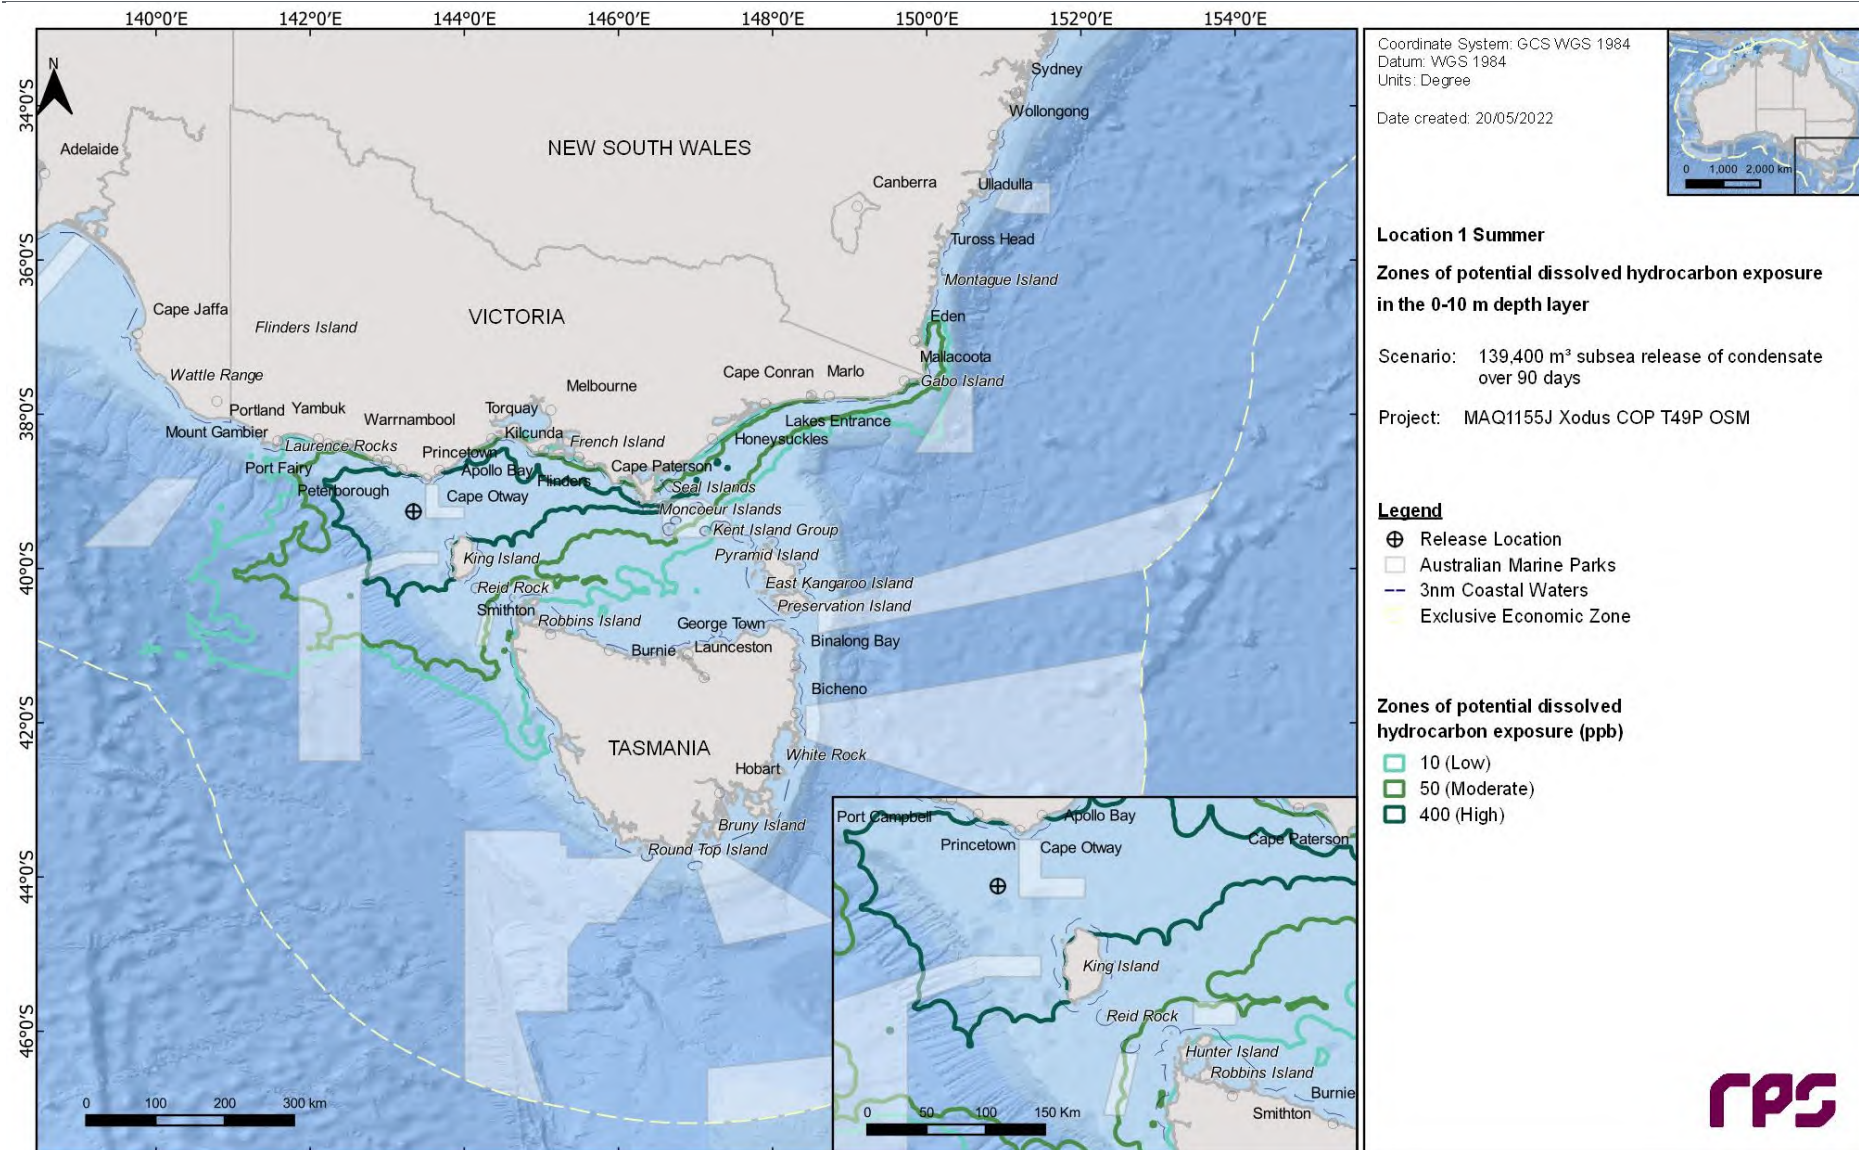 140°0'E 142°0'E 144°0'E 146°0'E 148°0'E 150°0'E 152°0'E 154°0'E
34°0'S
36°0'S
38°0'S
40°0'S
42°0'S
44°0'S
46°0'S
N
Sydney
Wollongong
Adelaide
NEW SOUTH WALES
Canberra
Ulladulla
Tuross Head
Montague Island
Cape Jaffa
Flinders Island
VICTORIA
Eden
Mallacoota
Wattle Range
Melbourne
Cape Conran
Marlo
Gabo Island
Portland
Yambuk
Warrnambool
Torquay
Lakes Entrance
Mount Gambier
Laurence Rocks
Kilcunda
French Island
Honeysuckles
Princetown
Port Fairy
Apollo Bay
Cape Paterson
Flinders
Peterborough
Cape Otway
Seal Islands
Moncoeur Islands
Kent Island Group
King Island
Pyramid Island
Reid Rock
East Kangaroo Island
Smithton
Preservation Island
Robbins Island
George Town
Burnie
Launceston
Binalong Bay
Bicheno
TASMANIA
White Rock
Hobart
Bruny Island
Round Top Island
0 100 200 300 km
Port Campbell
Apollo Bay
Princetown
Cape Otway
Cape Paterson
King Island
Reid Rock
Hunter Island
Robbins Island
Burnie
Smithton
0 50 100 150 Km
Coordinate System: GCS WGS 1984
Datum: WGS 1984
Units: Degree
Date created: 20/05/2022
0 1,000 2,000 km
Location 1 Summer
Zones of potential dissolved hydrocarbon exposure
in the 0-10 m depth layer
Scenario: 139,400 m³ subsea release of condensate
over 90 days
Project: MAQ1155J Xodus COP T49P OSM
Legend
Release Location
Australian Marine Parks
3nm Coastal Waters
Exclusive Economic Zone
Zones of potential dissolved
hydrocarbon exposure (ppb)
10 (Low)
50 (Moderate)
400 (High)
rps